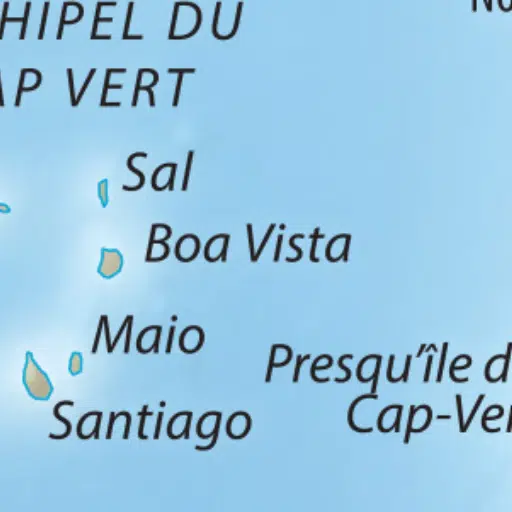 HIPEL DU
AP VERT
Sal
Boa Vista
Maio
Presqu’île d
Cap-Ver
Santiago